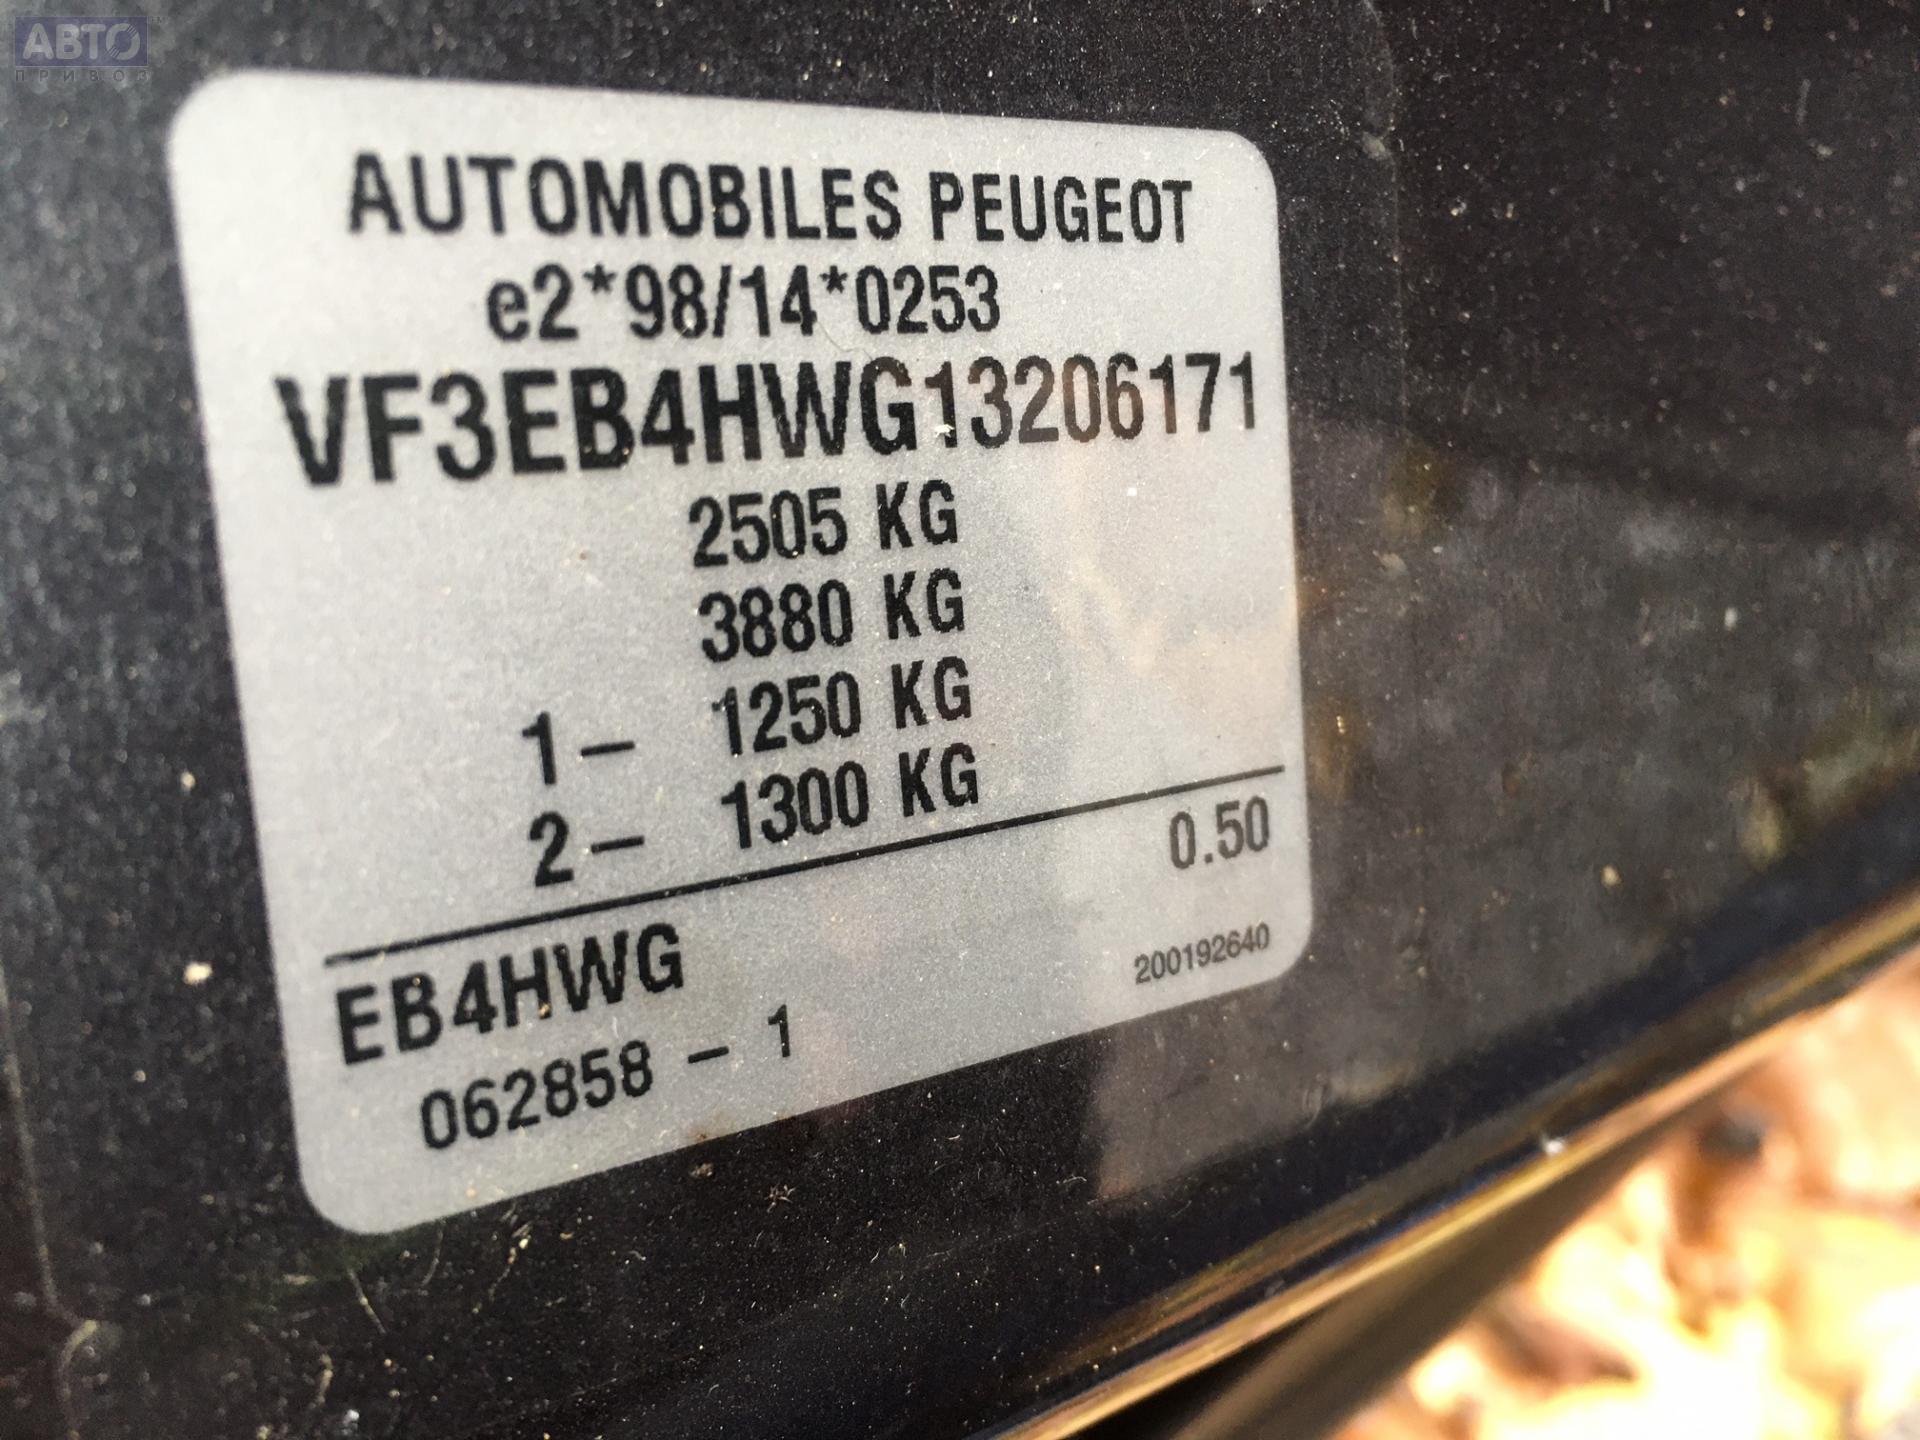 АВТО
ПРИВОЗ
AUTOMOBILES PEUGEOT
e2*98/14*0253
VF3EB4HWG13206171
2505 KG
3880 KG
1 - 1250 KG
2 - 1300 KG
0.50
EB4HWG
200192640
062858 - 1